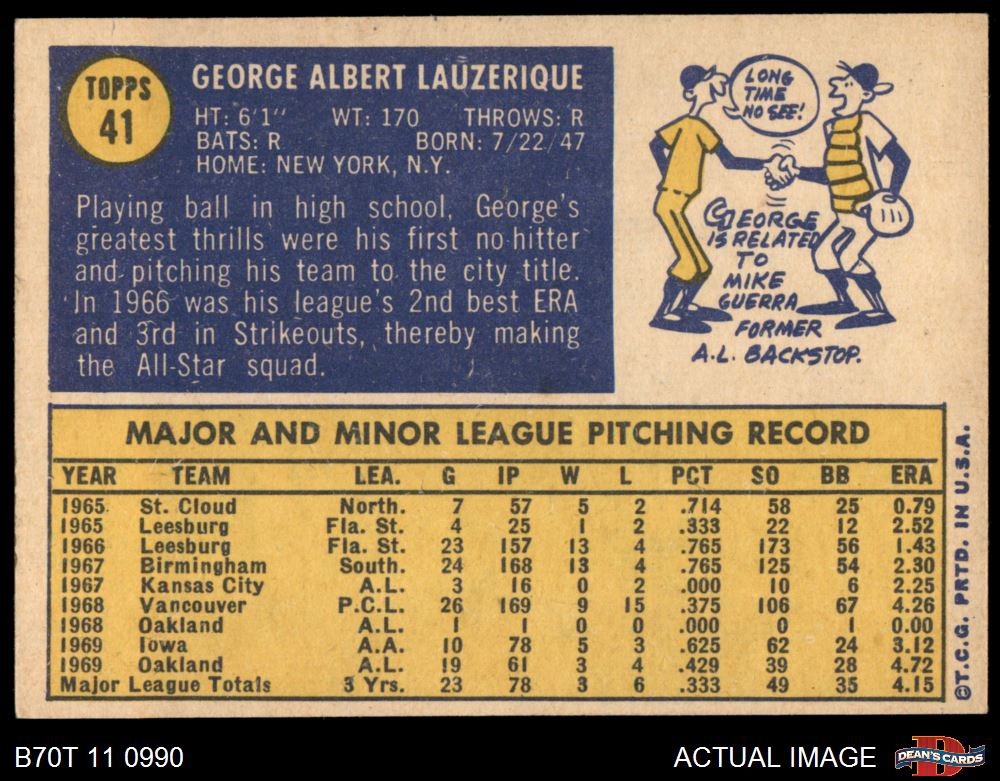 TOPPS
41
GEORGE ALBERT LAUZERIQUE
HT: 6'1" WT: 170 THROWS: R
BATS: R BORN: 7/22/47
HOME: NEW YORK, N.Y.
Playing ball in high school, George's
greatest thrills were his first no-hitter
and pitching his team to the city title.
In 1966 was his league's 2nd best ERA
and 3rd in Strikeouts, thereby making
the All-Star squad.
LONG
TIME
NO SEE!
GEORGE
IS RELATED
TO
MIKE
GUERRA
FORMER
A.L. BACKSTOP.
MAJOR AND MINOR LEAGUE PITCHING RECORD
YEAR TEAM LEA. G IP W L PCT SO BB ERA
1965 St. Cloud North. 7 57 5 2 .714 58 25 0.79
1965 Leesburg Fla. St. 4 25 1 2 .333 22 12 2.52
1966 Leesburg Fla. St. 23 157 13 4 .765 173 56 1.43
1967 Birmingham South. 24 168 13 4 .765 125 54 2.30
1967 Kansas City A.L. 3 16 0 2 .000 10 6 2.25
1968 Vancouver P.C.L. 26 169 9 15 .375 106 67 4.26
1968 Oakland A.L. 1 1 0 0 .000 0 1 0.00
1969 Iowa A.A. 10 78 5 3 .625 62 24 3.12
1969 Oakland A.L. 19 61 3 4 .429 39 28 4.72
Major League Totals 3 Yrs. 23 78 3 6 .333 49 35 4.15
©T.C.G. PRTD. IN U.S.A.
B70T 11 0990
ACTUAL IMAGE
D
DEAN'S CARDS